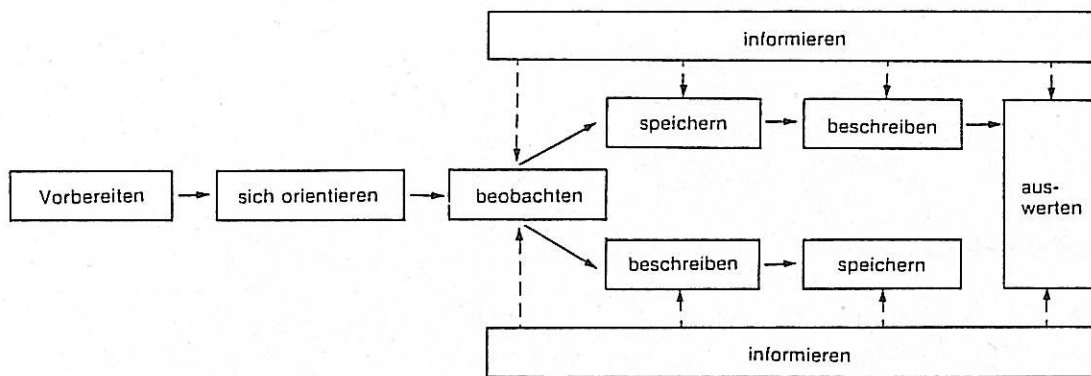 informieren
speichern
beschreiben
Vorbereiten
sich orientieren
beobachten
aus-
werten
beschreiben
speichern
informieren